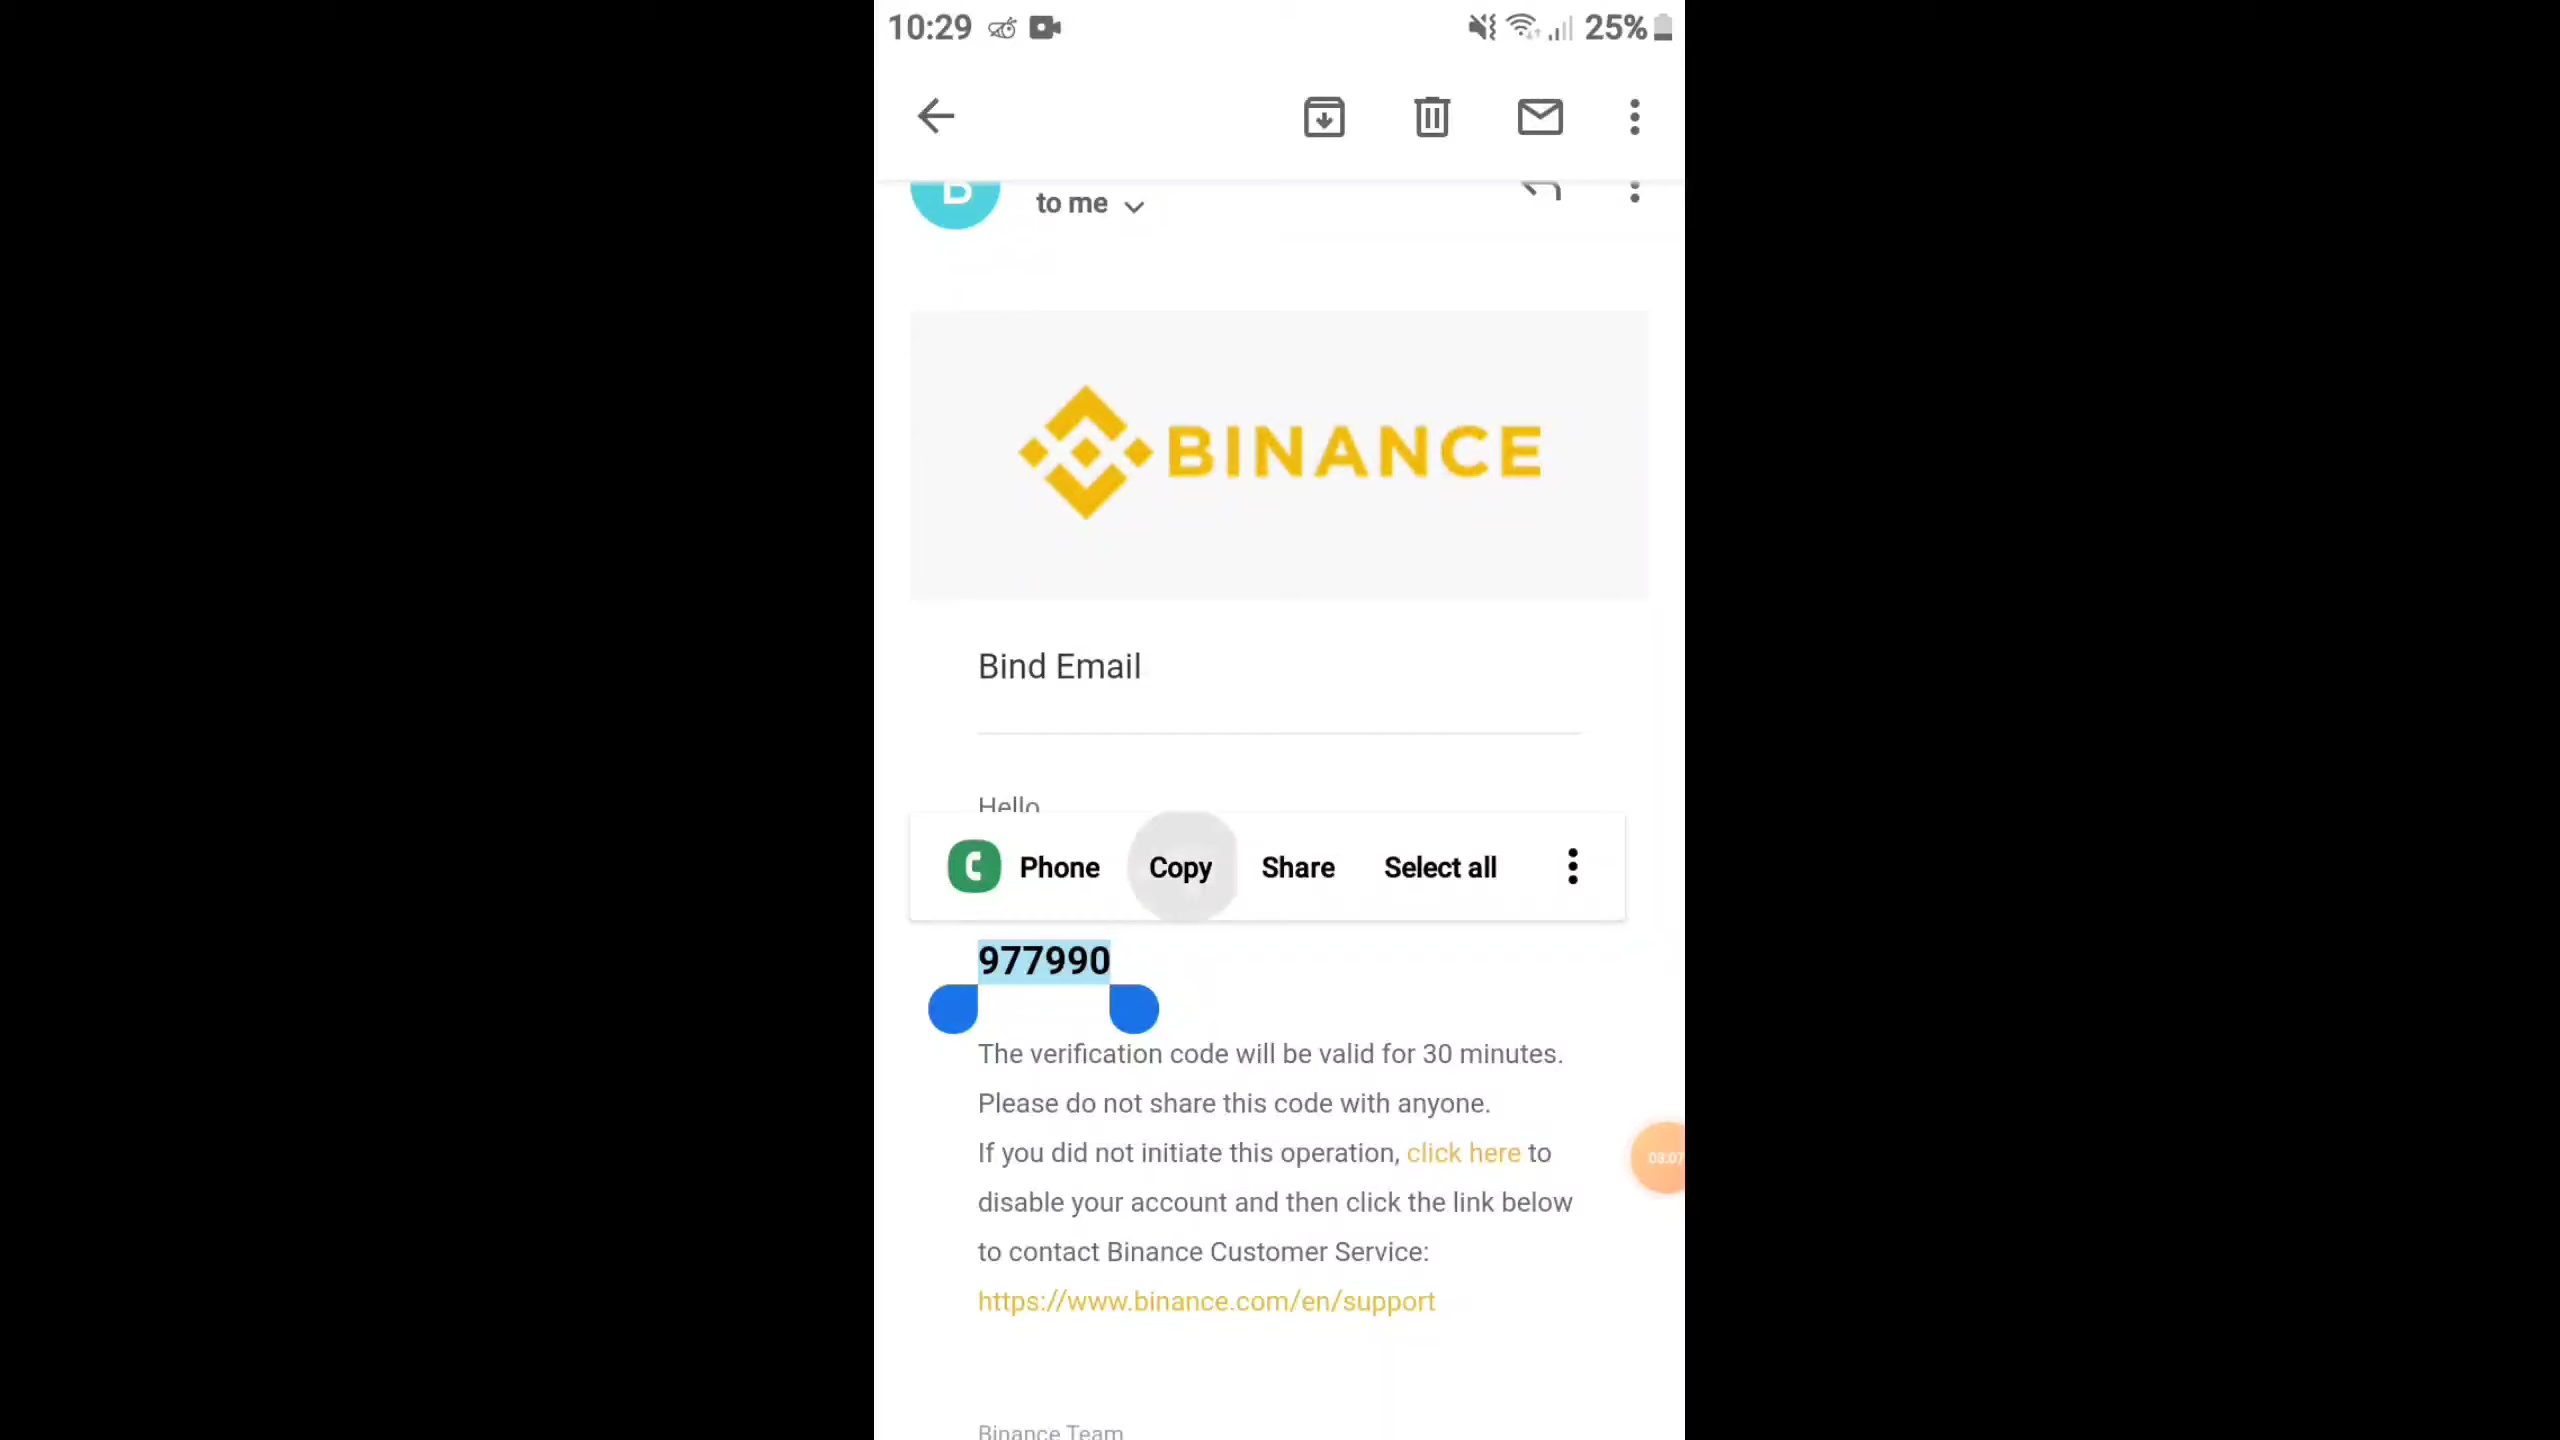 10:29
25%
B
to me
BINANCE
Bind Email
Hello
Phone Copy Share Select all
977990
The verification code will be valid for 30 minutes.
Please do not share this code with anyone.
If you did not initiate this operation, click here to
disable your account and then click the link below
to contact Binance Customer Service:
https://www.binance.com/en/support
03:07
Binance Team